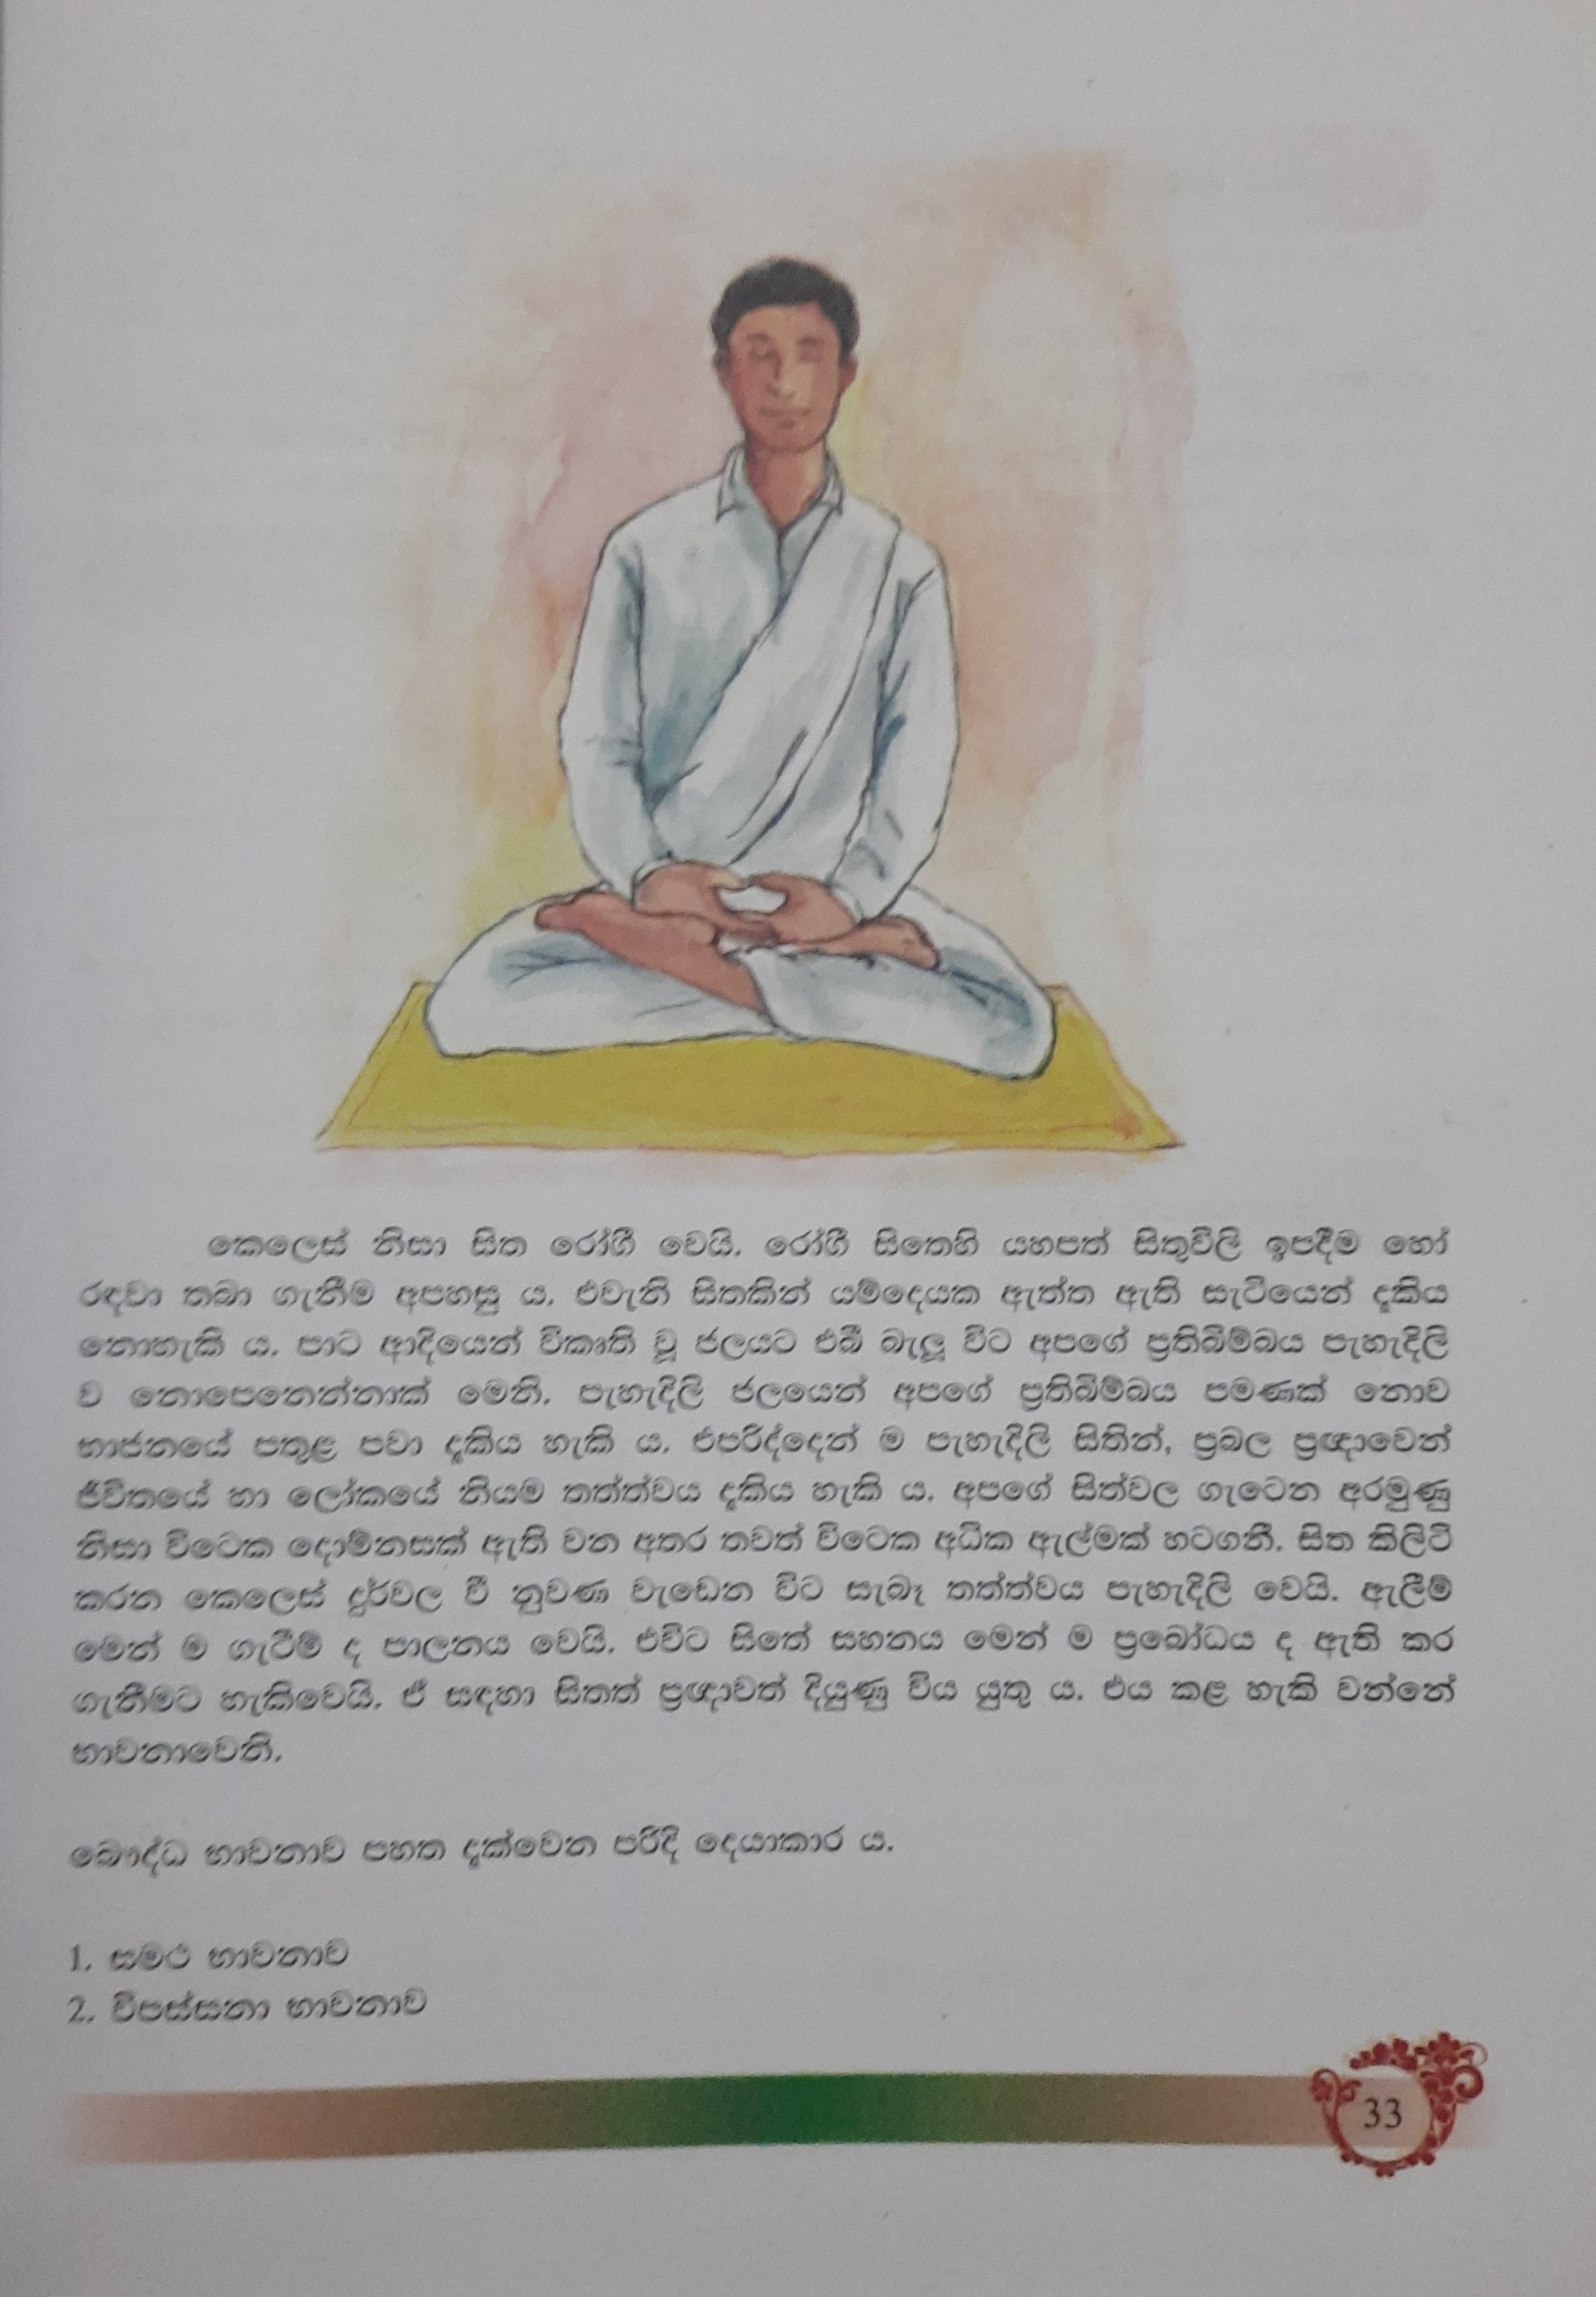 කෙලෙස් නිසා සිත රෝගී වෙයි. රෝගී සිතෙහි යහපත් සිතුවිලි ඉපදීම හෝ
රඳවා තබා ගැනීම අපහසු ය. එවැනි සිතකින් යම්දෙයක ඇත්ත ඇති සැටියෙන් දැකිය
නොහැකි ය. පාට ආදියෙන් විකෘති වූ ජලයට එබී බැලූ විට අපගේ ප්‍රතිබිම්බය පැහැදිලි
ව නොපෙනෙන්නාක් මෙනි. පැහැදිලි ජලයෙන් අපගේ ප්‍රතිබිම්බය පමණක් නොව
භාජනයේ පතුළ පවා දැකිය හැකි ය. එපරිද්දෙන් ම පැහැදිලි සිතින්, ප්‍රබල ප්‍රඥාවෙන්
ජීවිතයේ හා ලෝකයේ නියම තත්ත්වය දැකිය හැකි ය. අපගේ සිත්වල ගැටෙන අරමුණු
නිසා විටෙක දොම්නසක් ඇති වන අතර තවත් විටෙක අධික ඇල්මක් හටගනී. සිත කිලිටි
කරන කෙලෙස් දුර්වල වී නුවණ වැඩෙන විට සැබෑ තත්ත්වය පැහැදිලි වෙයි. ඇලීම්
මෙන් ම ගැටීම් ද පාලනය වෙයි. එවිට සිතේ සහනය මෙන් ම ප්‍රබෝධය ද ඇති කර
ගැනීමට හැකිවෙයි. ඒ සඳහා සිතත් ප්‍රඥාවත් දියුණු විය යුතු ය. එය කළ හැකි වන්නේ
භාවනාවෙනි.
බෞද්ධ භාවනාව පහත දැක්වෙන පරිදි දෙයාකාර ය.
1. සමථ භාවනාව
2. විපස්සනා භාවනාව
33